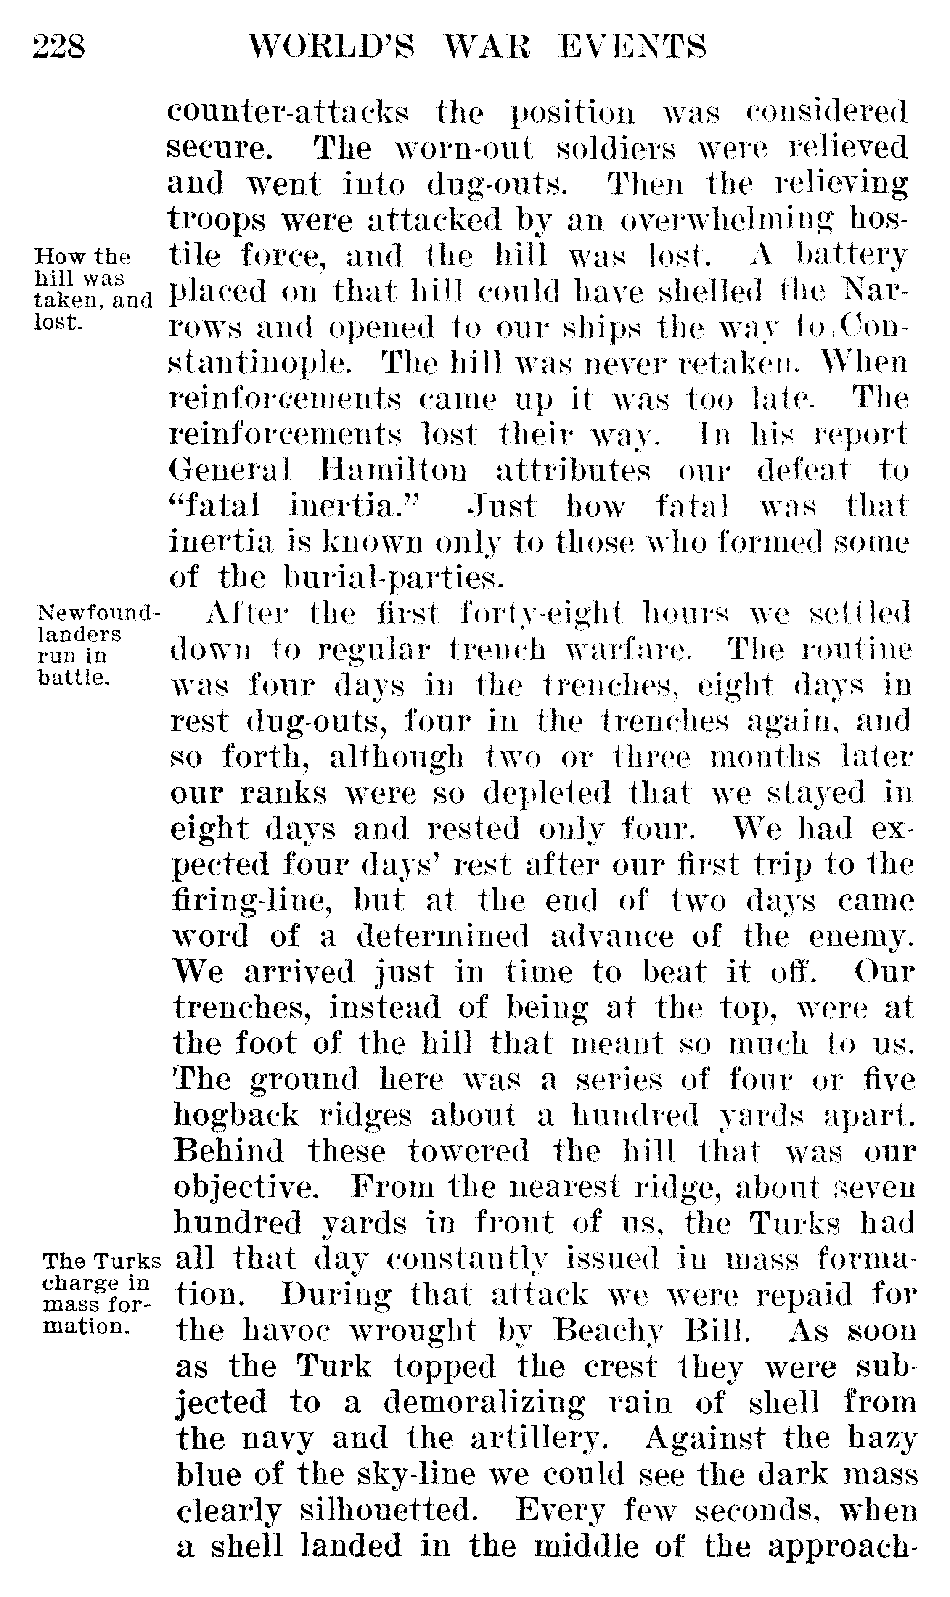 228 WORLD'S WAR EVENTS
counter-attacks the position was considered
secure. The worn-out soldiers were relieved
and went into dug-outs. Then the relieving
troops were attacked by an overwhelming hos-
How the
hill was
taken, and
lost.
tile force, and the hill was lost. A battery
placed on that hill could have shelled the Nar-
rows and opened to our ships the way to Con-
stantinople. The hill was never retaken. When
reinforcements came up it was too late. The
reinforcements lost their way. In his report
General Hamilton attributes our defeat to
“fatal inertia.” Just how fatal was that
inertia is known only to those who formed some
of the burial-parties.
Newfound-
landers
run in
battle.
After the first forty-eight hours we settled
down to regular trench warfare. The routine
was four days in the trenches, eight days in
rest dug-outs, four in the trenches again, and
so forth, although two or three months later
our ranks were so depleted that we stayed in
eight days and rested only four. We had ex-
pected four days' rest after our first trip to the
firing-line, but at the end of two days came
word of a determined advance of the enemy.
We arrived just in time to beat it off. Our
trenches, instead of being at the top, were at
the foot of the hill that meant so much to us.
The ground here was a series of four or five
hogback ridges about a hundred yards apart.
Behind these towered the hill that was our
objective. From the nearest ridge, about seven
hundred yards in front of us, the Turks had
The Turks
charge in
mass for-
mation.
all that day constantly issued in mass forma-
tion. During that attack we were repaid for
the havoc wrought by Beachy Bill. As soon
as the Turk topped the crest they were sub-
jected to a demoralizing rain of shell from
the navy and the artillery. Against the hazy
blue of the sky-line we could see the dark mass
clearly silhouetted. Every few seconds, when
a shell landed in the middle of the approach-